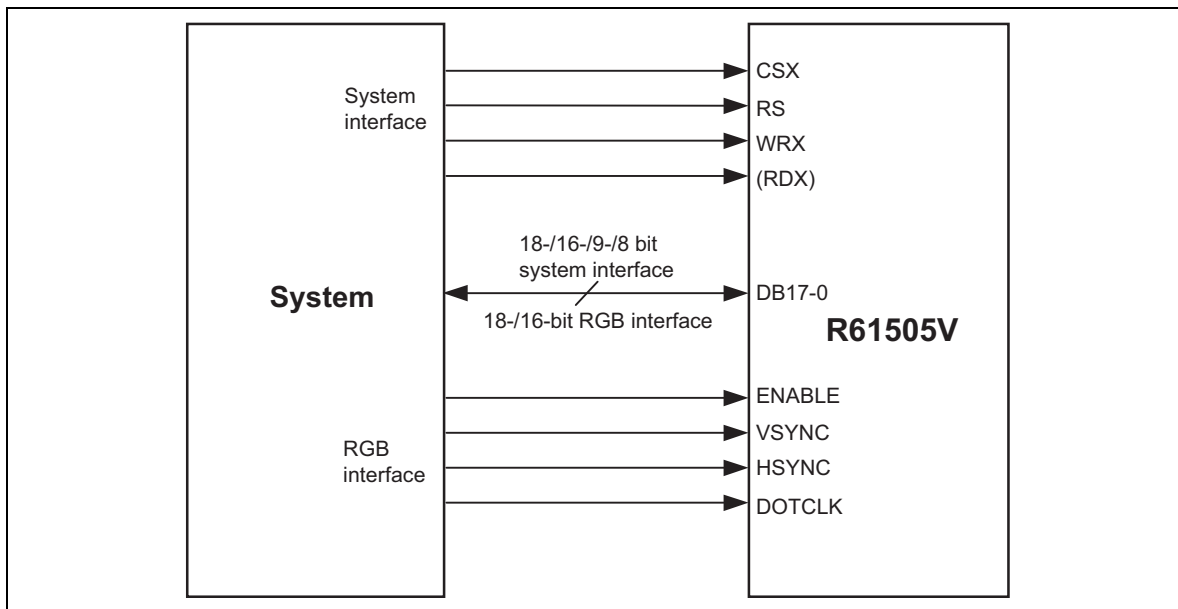 System
interface
CSX
RS
WRX
(RDX)
18-/16-/9-/8 bit
system interface
System
DB17-0
18-/16-bit RGB interface
R61505V
RGB
interface
ENABLE
VSYNC
HSYNC
DOTCLK